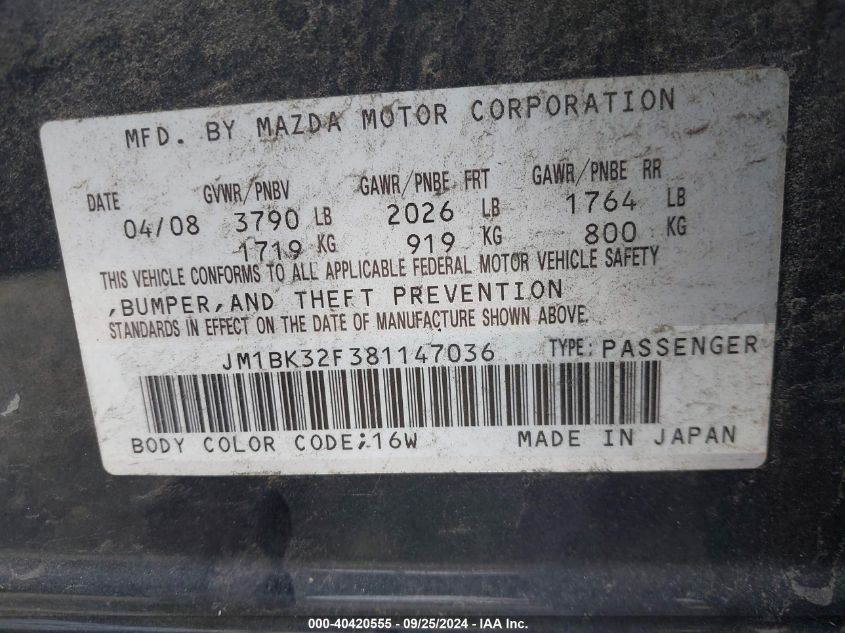 MFD. BY MAZDA MOTOR CORPORATION
DATE GVWR/PNBV GAWR/PNBE FRT GAWR/PNBE RR
04/08 3790 LB 2026 LB 1764 LB
1719 KG 919 KG 800 KG
THIS VEHICLE CONFORMS TO ALL APPLICABLE FEDERAL MOTOR VEHICLE SAFETY
,BUMPER,AND THEFT PREVENTION
STANDARDS IN EFFECT ON THE DATE OF MANUFACTURE SHOWN ABOVE.
JM1BK32F381147036 TYPE: PASSENGER
BODY COLOR CODE: 16W MADE IN JAPAN
000-40420555 - 09/25/2024 - IAA Inc.